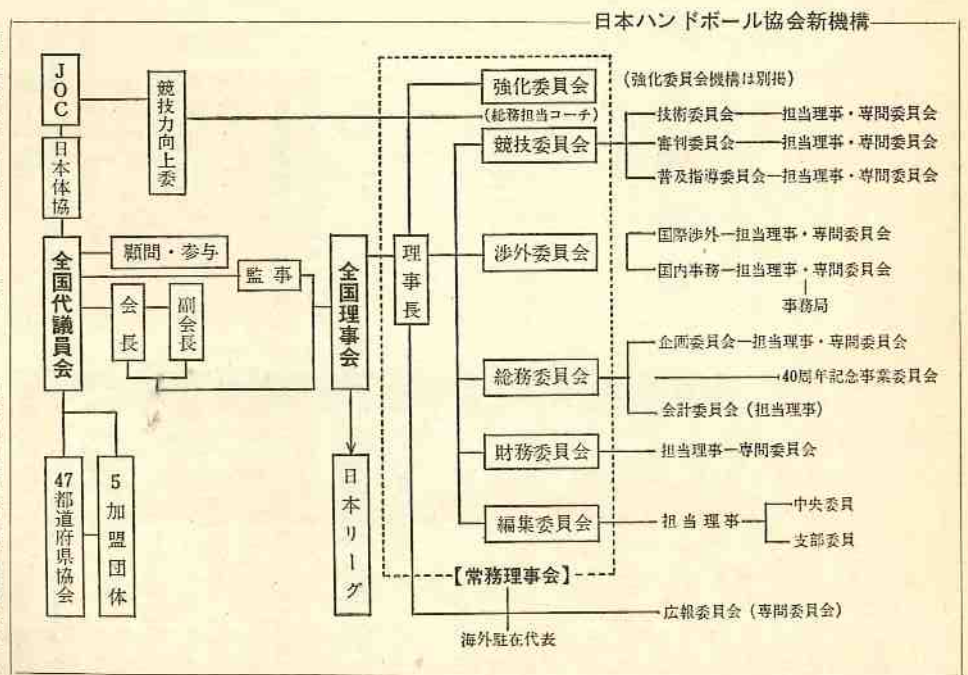 日本ハンドボール協会新機構
JOC
競技力向上委
日本体協
全国代議員会
顧問・参与
監事
会長
副会長
47都道府県協会
5加盟団体
全国理事会
日本リーグ
理事長
強化委員会
(強化委員会機構は別掲)
(総務担当コーチ)
競技委員会
技術委員会 担当理事・専問委員会
審判委員会 担当理事・専問委員会
普及指導委員会 担当理事・専問委員会
渉外委員会
国際渉外 担当理事・専問委員会
国内事務 担当理事・専問委員会
事務局
総務委員会
企画委員会 担当理事・専問委員会
40周年記念事業委員会
会計委員会(担当理事)
財務委員会
担当理事 専問委員会
編集委員会
担当理事
中央委員
支部委員
【常務理事会】
広報委員会(専問委員会)
海外駐在代表